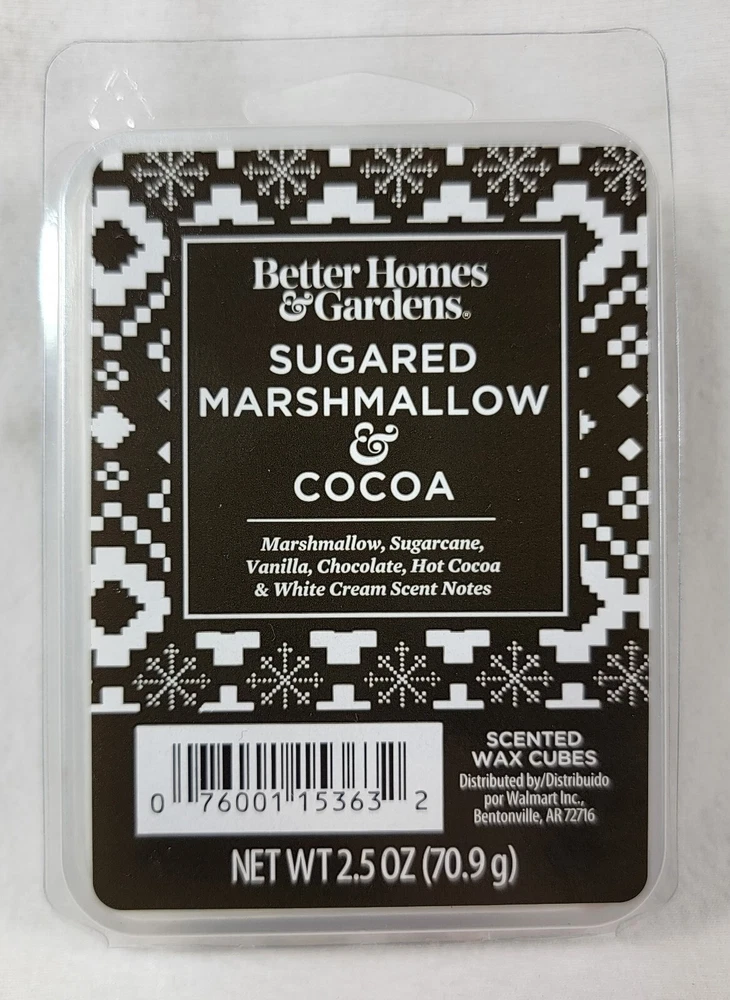 Better Homes
& Gardens®
SUGARED
MARSHMALLOW
&
COCOA
Marshmallow, Sugarcane,
Vanilla, Chocolate, Hot Cocoa
& White Cream Scent Notes
0 76001 15363 2
SCENTED
WAX CUBES
Distributed by/Distribuido
por Walmart Inc.,
Bentonville, AR 72716
NET WT 2.5 OZ (70.9 g)